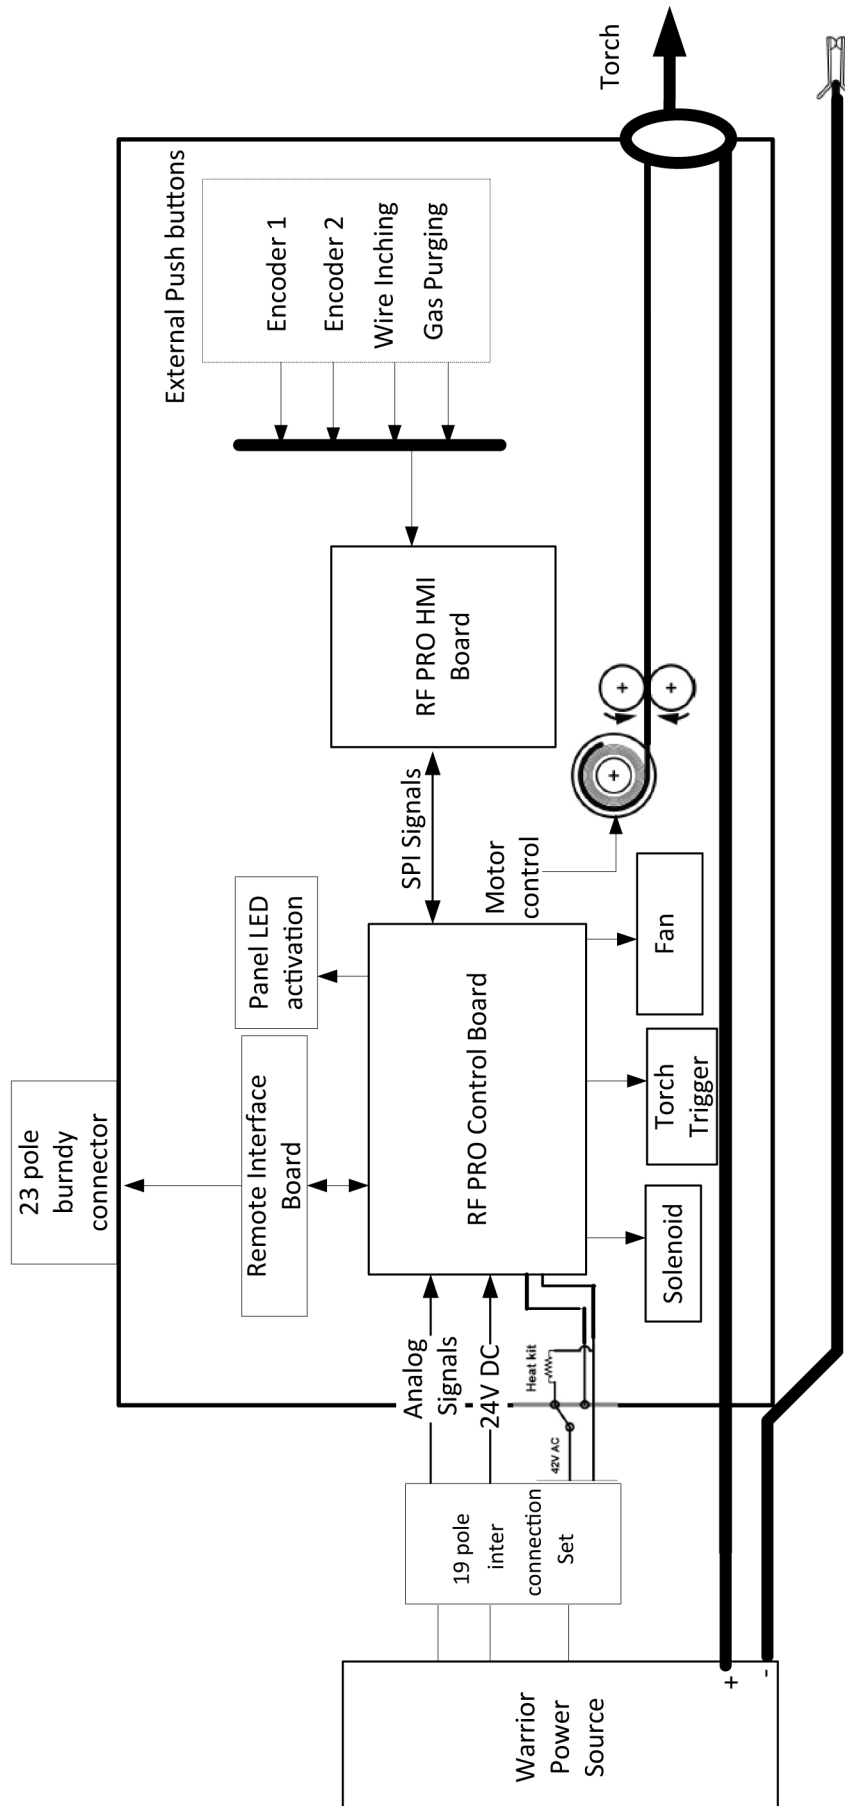 Warrior
Power
Source
+
-
19 pole
inter
connection
Set
Analog
Signals
24V DC
42V AC
Heat kit
23 pole
burndy
connector
Remote Interface
Board
Panel LED
activation
RF PRO Control Board
Solenoid
Torch
Trigger
Fan
Motor
control
SPI Signals
RF PRO HMI
Board
External Push buttons
Encoder 1
Encoder 2
Wire Inching
Gas Purging
+
+
+
Torch